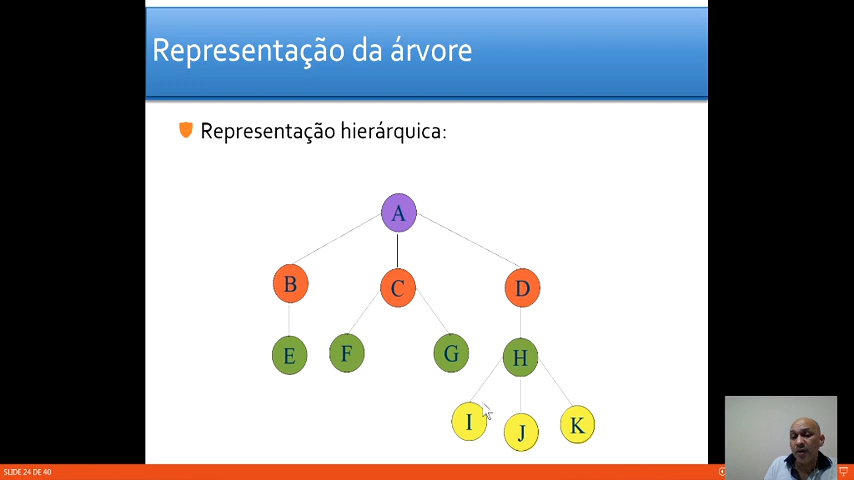 Representação da árvore
Representação hierárquica:
A
B C D
E F G H
I J K
SLIDE 24 DE 40